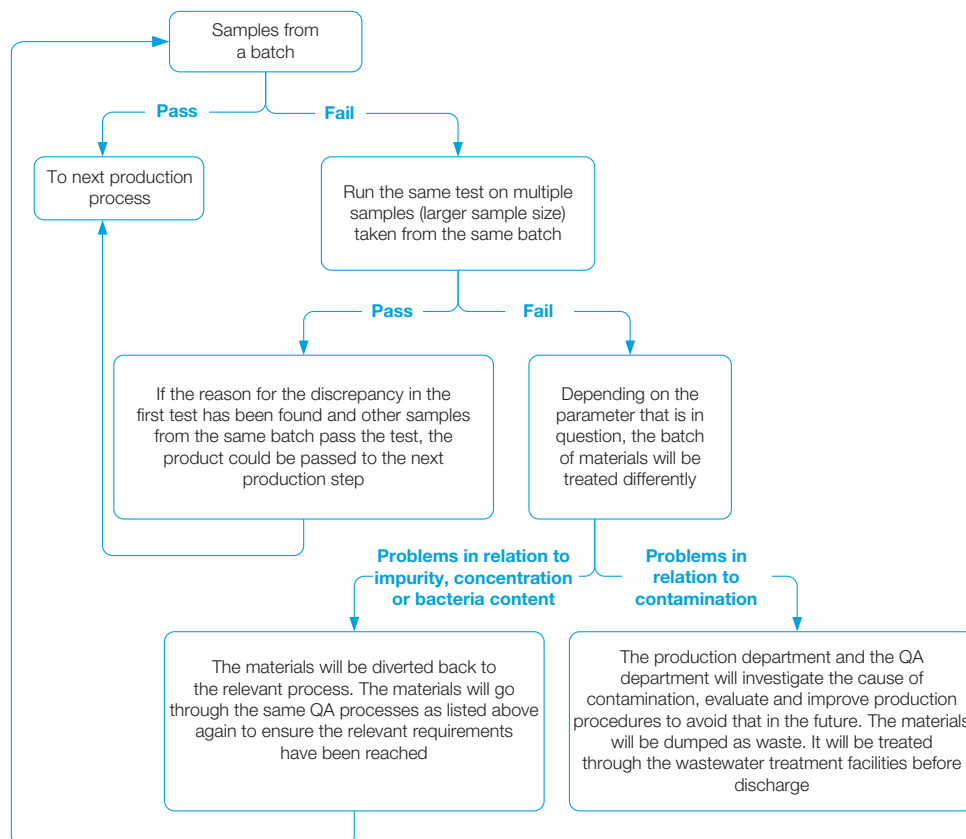 Samples from
a batch
Pass
Fail
To next production
process
Run the same test on multiple
samples (larger sample size)
taken from the same batch
Pass
Fail
If the reason for the discrepancy in the
first test has been found and other samples
from the same batch pass the test, the
product could be passed to the next
production step
Depending on the
parameter that is in
question, the batch
of materials will be
treated differently
Problems in relation to
impurity, concentration
or bacteria content
Problems in
relation to
contamination
The materials will be diverted back to
the relevant process. The materials will go
through the same QA processes as listed above
again to ensure the relevant requirements
have been reached
The production department and the QA
department will investigate the cause of
contamination, evaluate and improve production
procedures to avoid that in the future. The materials
will be dumped as waste. It will be treated
through the wastewater treatment facilities before
discharge